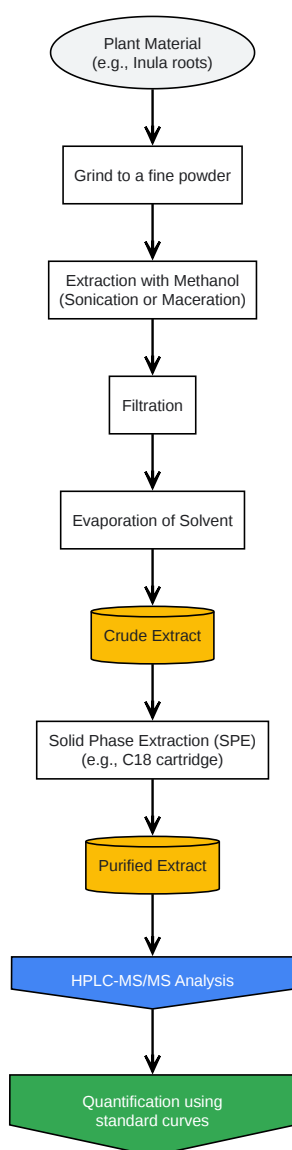 Plant Material
(e.g., Inula roots)
Grind to a fine powder
Extraction with Methanol
(Sonication or Maceration)
Filtration
Evaporation of Solvent
Crude Extract
Solid Phase Extraction (SPE)
(e.g., C18 cartridge)
Purified Extract
HPLC-MS/MS Analysis
Quantification using
standard curves